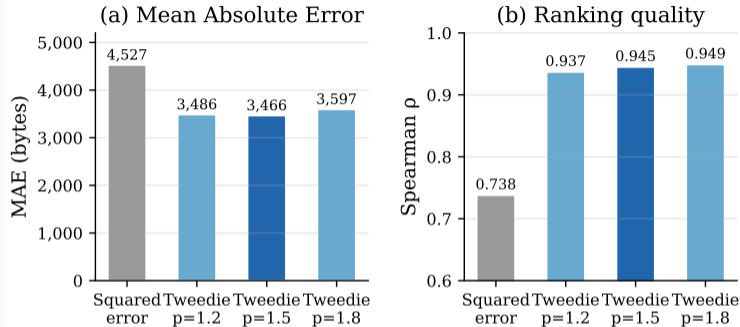 (a) Mean Absolute Error
MAE (bytes)
5,000
4,000
3,000
2,000
1,000
0
4,527
3,486
3,466
3,597
Squared error
Tweedie p=1.2
Tweedie p=1.5
Tweedie p=1.8
(b) Ranking quality
Spearman ρ
1.0
0.9
0.8
0.7
0.6
0.738
0.937
0.945
0.949
Squared error
Tweedie p=1.2
Tweedie p=1.5
Tweedie p=1.8